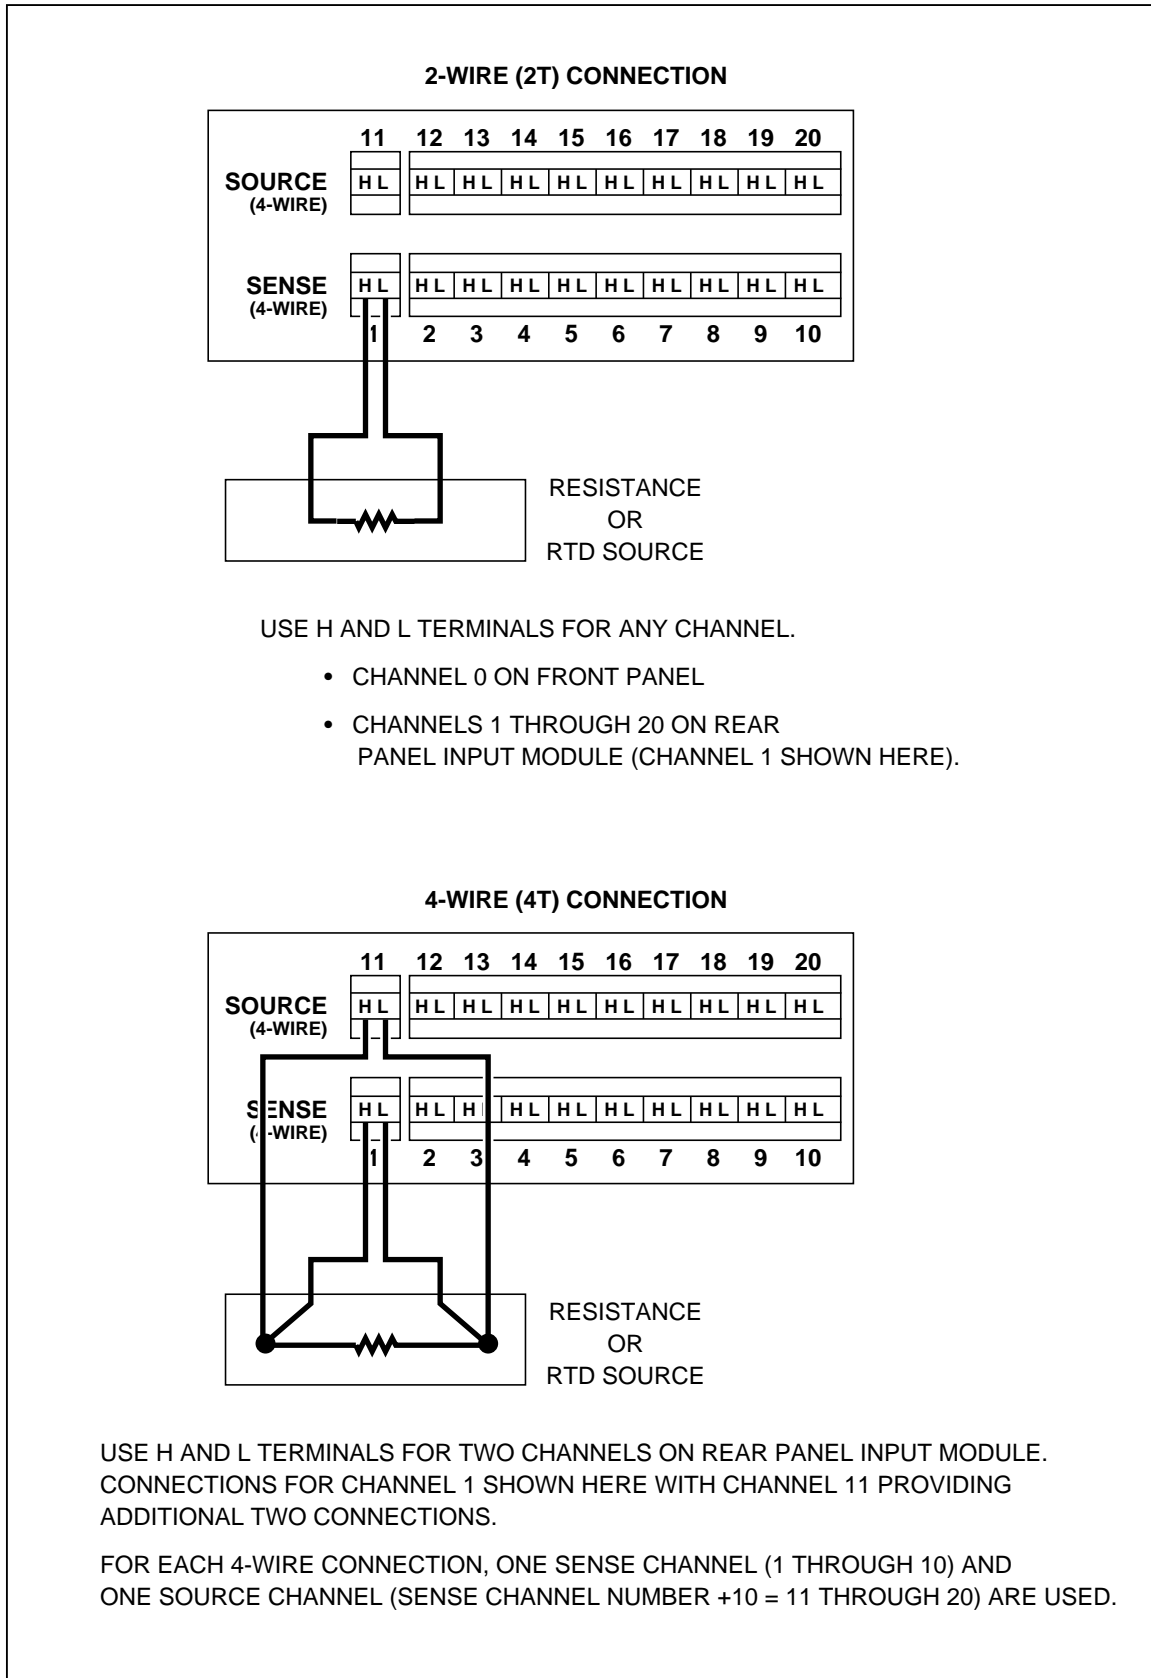 2-WIRE (2T) CONNECTION
11 12 13 14 15 16 17 18 19 20
SOURCE H L H L H L H L H L H L H L H L H L H L
(4-WIRE)
SENSE H L H L H L H L H L H L H L H L H L H L
(4-WIRE)
1 2 3 4 5 6 7 8 9 10
RESISTANCE
OR
RTD SOURCE
USE H AND L TERMINALS FOR ANY CHANNEL.
• CHANNEL 0 ON FRONT PANEL
• CHANNELS 1 THROUGH 20 ON REAR
PANEL INPUT MODULE (CHANNEL 1 SHOWN HERE).
4-WIRE (4T) CONNECTION
11 12 13 14 15 16 17 18 19 20
SOURCE H L H L H L H L H L H L H L H L H L H L
(4-WIRE)
SENSE H L H L H L H L H L H L H L H L H L H L
(4-WIRE)
1 2 3 4 5 6 7 8 9 10
RESISTANCE
OR
RTD SOURCE
USE H AND L TERMINALS FOR TWO CHANNELS ON REAR PANEL INPUT MODULE.
CONNECTIONS FOR CHANNEL 1 SHOWN HERE WITH CHANNEL 11 PROVIDING
ADDITIONAL TWO CONNECTIONS.
FOR EACH 4-WIRE CONNECTION, ONE SENSE CHANNEL (1 THROUGH 10) AND
ONE SOURCE CHANNEL (SENSE CHANNEL NUMBER +10 = 11 THROUGH 20) ARE USED.